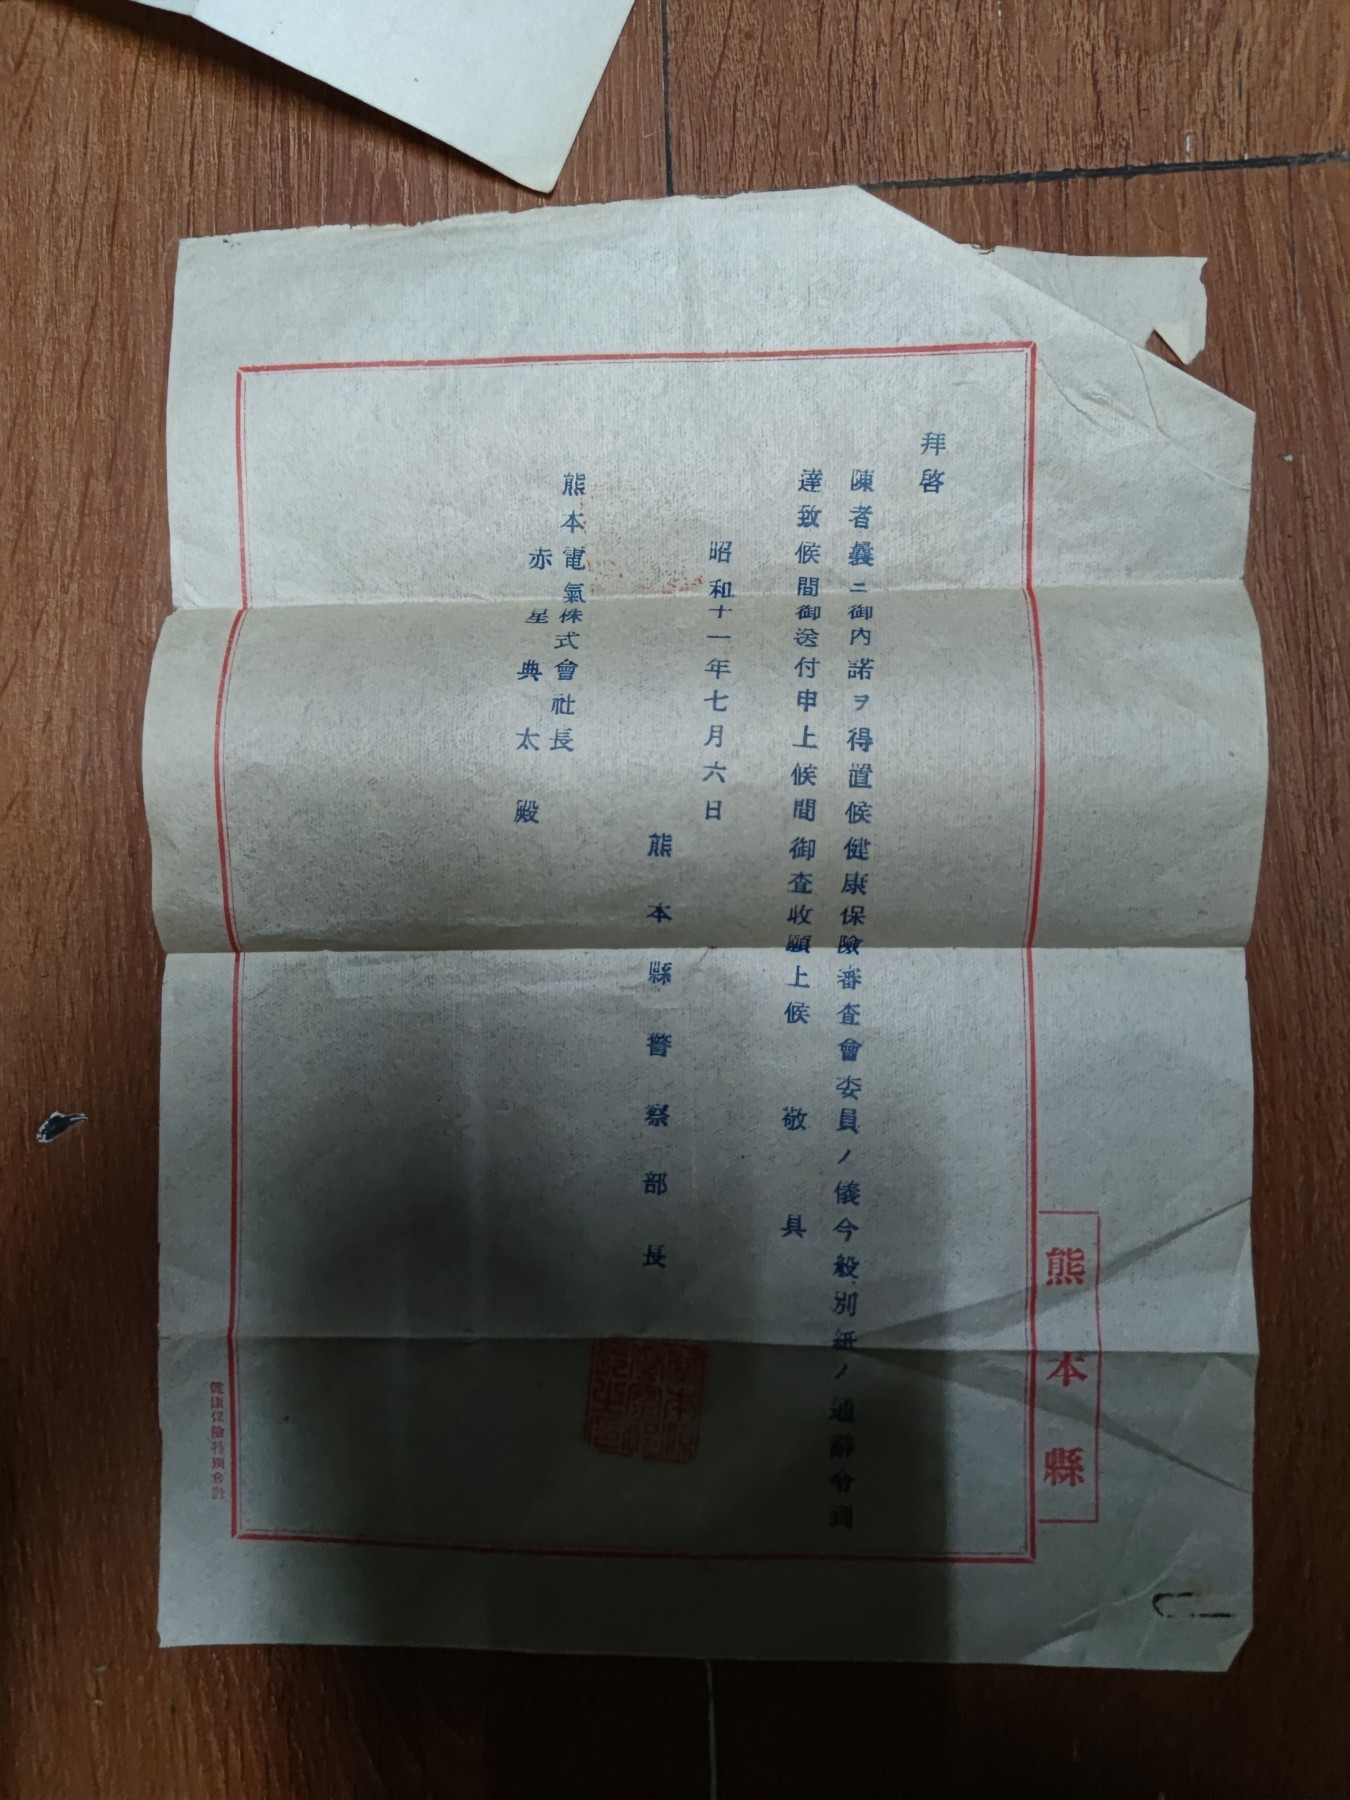 熊本縣
拜啓
陳者曩ニ御內諾ヲ得置候健康保險審査會委員ノ儀今般別紙ノ通辭令到
達致候間御送付申上候間御査收願上候 敬具
昭和十一年七月六日
熊本縣警察部長
熊本電氣株式會社長
赤星典太殿
健康保險特別會計